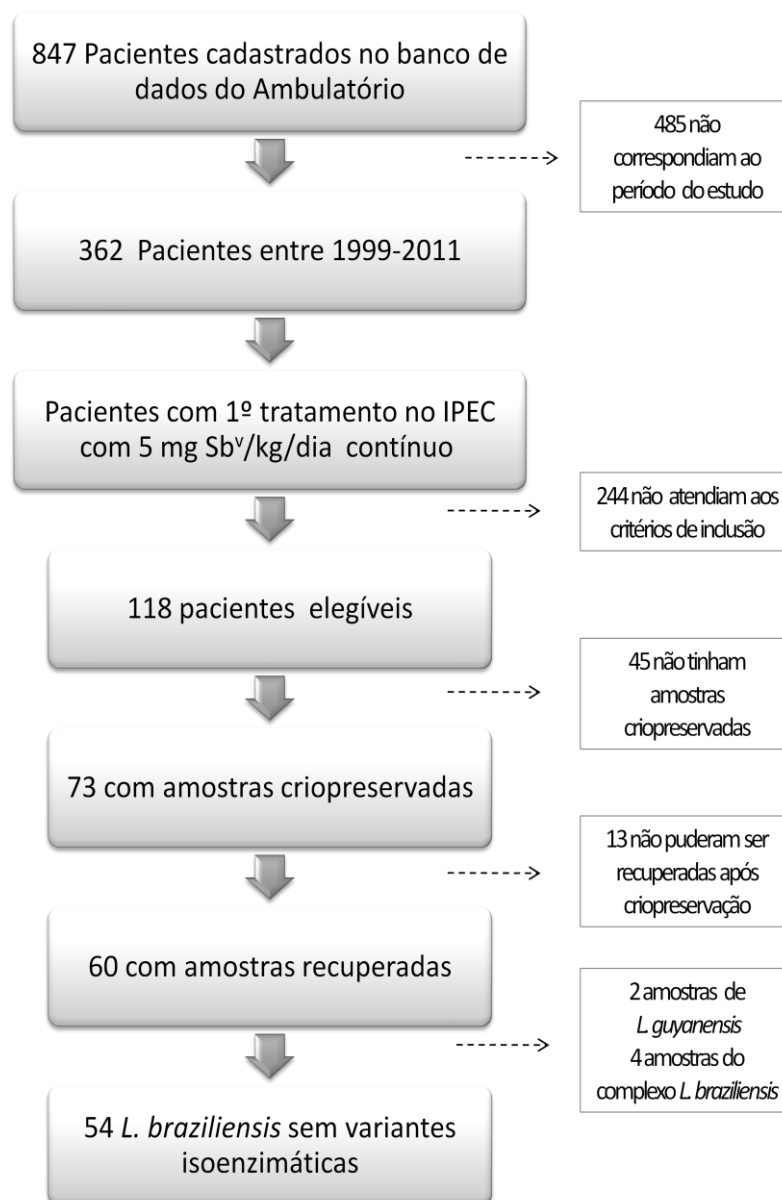 847 Pacientes cadastrados no banco de
dados do Ambulatório
485 não
correspondiam ao
período do estudo
362 Pacientes entre 1999-2011
Pacientes com 1º tratamento no IPEC
com 5 mg Sbᵛ/kg/dia contínuo
244 não atendiam aos
critérios de inclusão
118 pacientes elegíveis
45 não tinham
amostras
criopreservadas
73 com amostras criopreservadas
13 não puderam ser
recuperadas após
criopreservação
60 com amostras recuperadas
2 amostras de
L. guyanensis
4 amostras do
complexo L. braziliensis
54 L. braziliensis sem variantes
isoenzimáticas